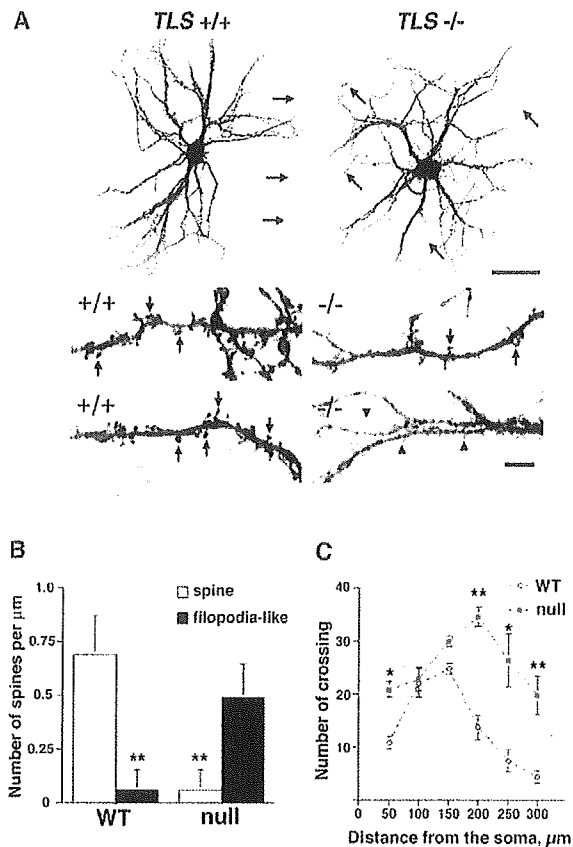 A
TLS +/+
TLS -/-
+/+
-/-
+/+
-/-
B
Number of spines per µm
1.0
0.75
0.5
0.25
0
spine
filopodia-like
**
**
WT
null
C
Number of crossing
40
30
20
10
WT
null
*
**
*
**
50
100
150
200
250
300
Distance from the soma, µm